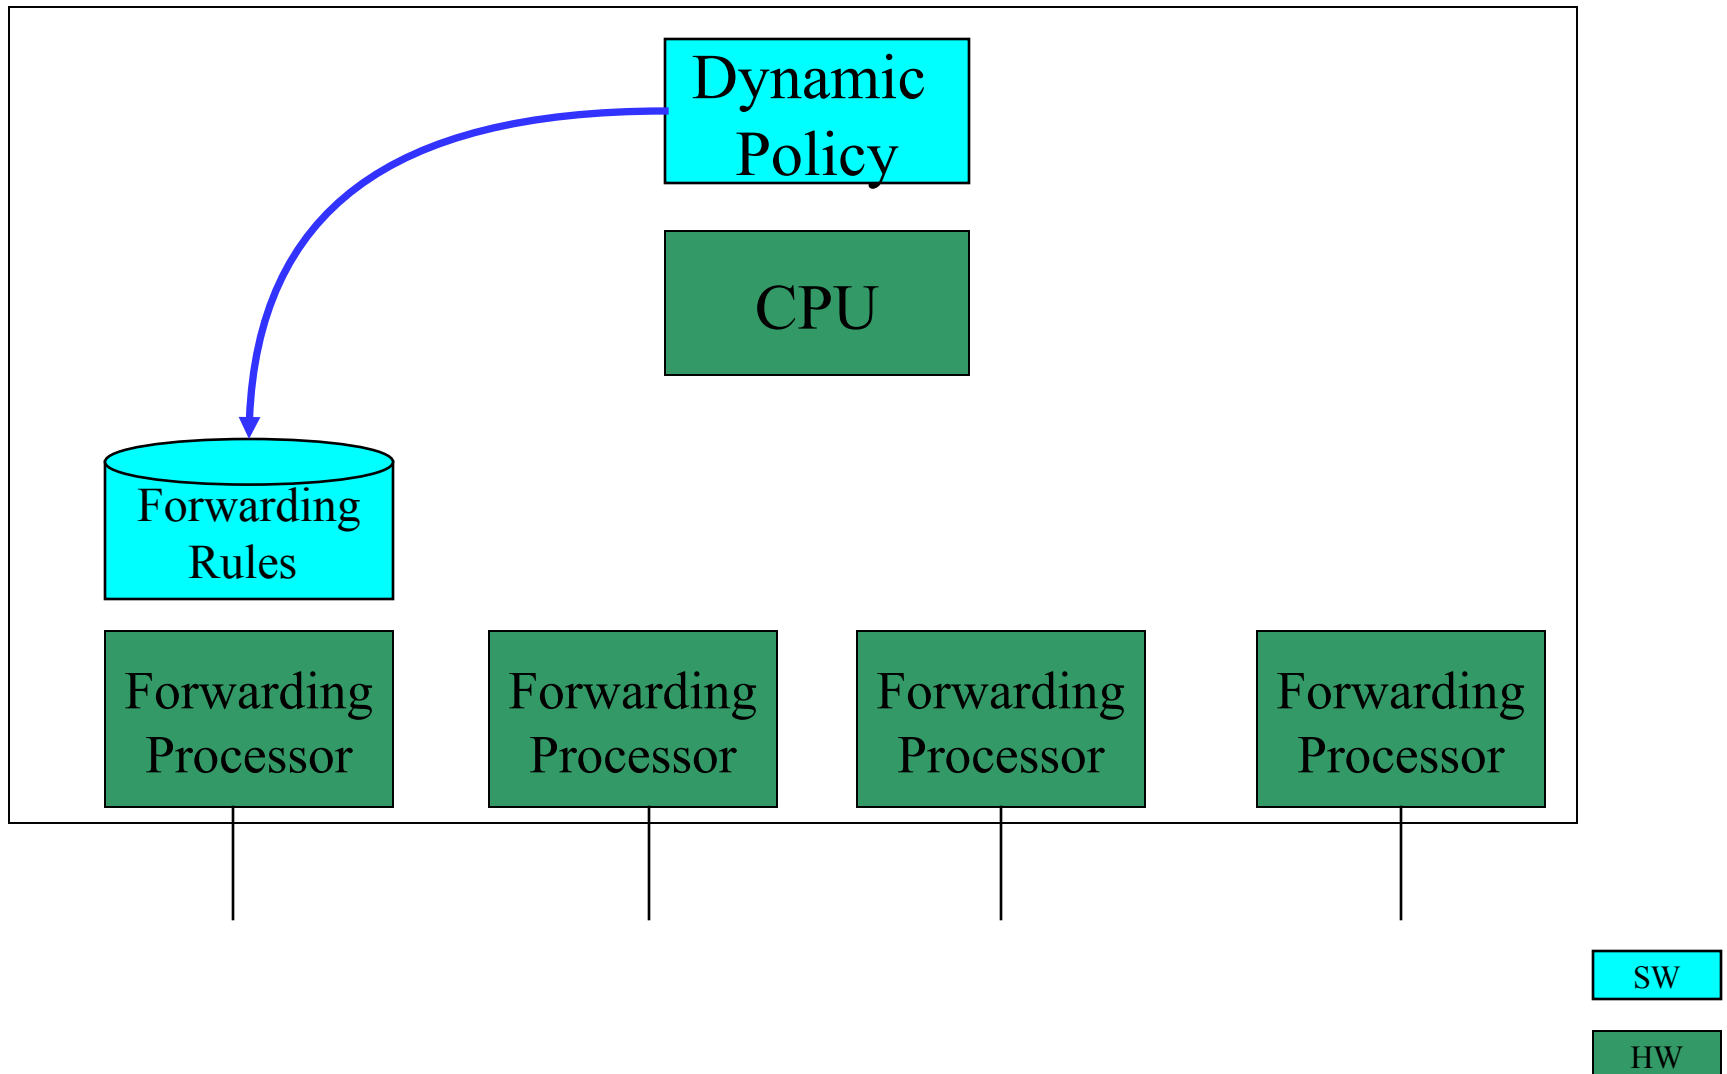 Dynamic
Policy
CPU
Forwarding
Rules
Forwarding
Processor
Forwarding
Processor
Forwarding
Processor
Forwarding
Processor
SW
HW